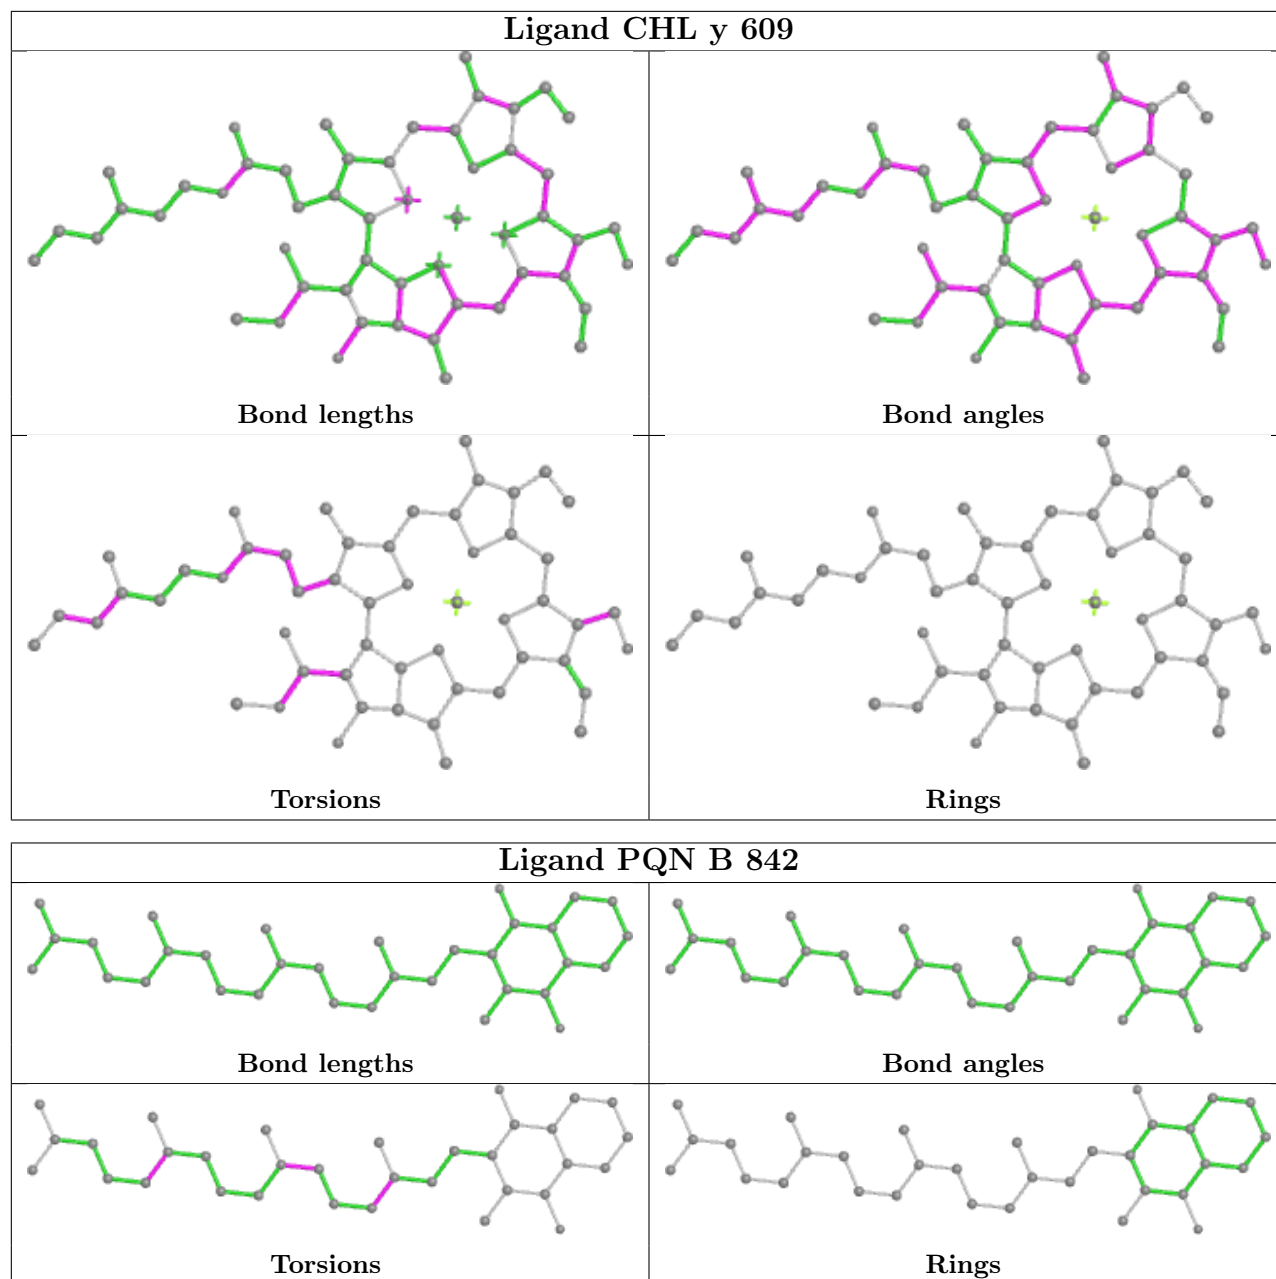 Ligand CHL y 609
Bond lengths
Bond angles
Torsions
Rings
Ligand PQN B 842
Bond lengths
Bond angles
Torsions
Rings